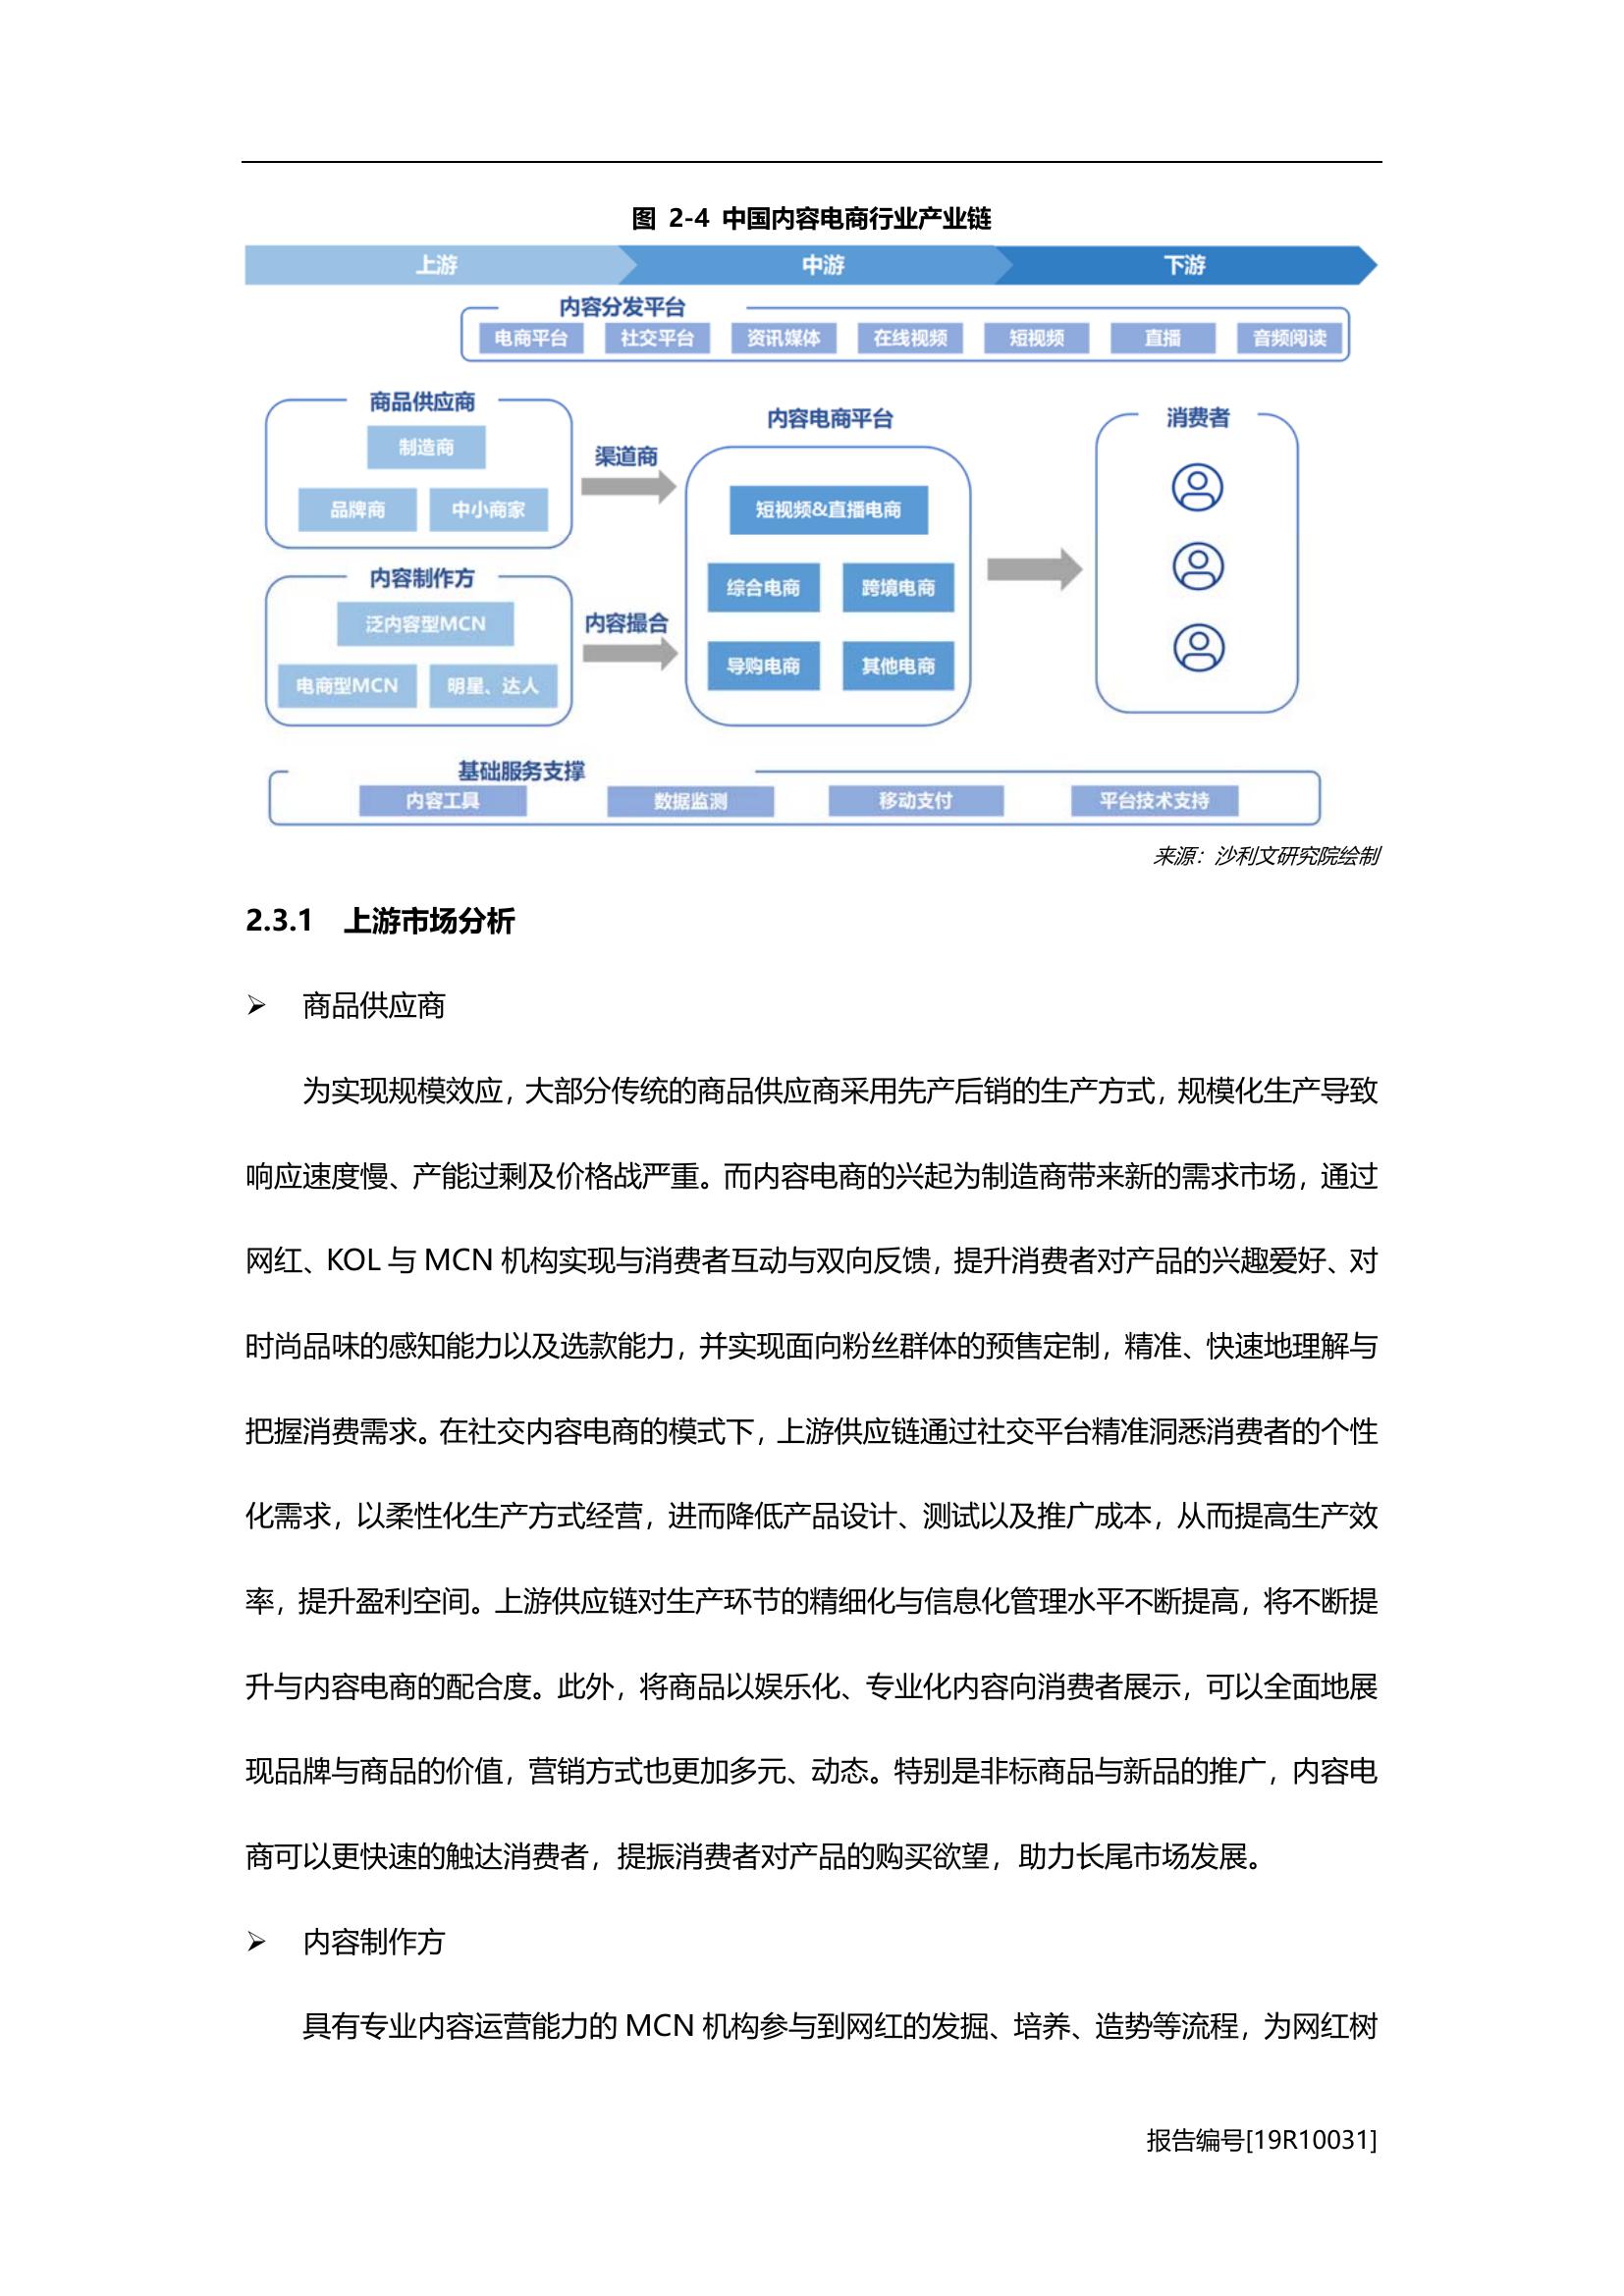 图 2-4 中国内容电商行业产业链
上游 中游 下游
内容分发平台
电商平台 社交平台 资讯媒体 在线视频 短视频 直播 音频阅读
商品供应商
制造商
品牌商 中小商家
渠道商
内容制作方
泛内容型MCN
电商型MCN 明星、达人
内容撮合
内容电商平台
短视频&直播电商
综合电商 跨境电商
导购电商 其他电商
消费者
基础服务支撑
内容工具 数据监测 移动支付 平台技术支持
来源：沙利文研究院绘制
2.3.1 上游市场分析
➢ 商品供应商
为实现规模效应，大部分传统的商品供应商采用先产后销的生产方式，规模化生产导致
响应速度慢、产能过剩及价格战严重。而内容电商的兴起为制造商带来新的需求市场，通过
网红、KOL 与 MCN 机构实现与消费者互动与双向反馈，提升消费者对产品的兴趣爱好、对
时尚品味的感知能力以及选款能力，并实现面向粉丝群体的预售定制，精准、快速地理解与
把握消费需求。在社交内容电商的模式下，上游供应链通过社交平台精准洞悉消费者的个性
化需求，以柔性化生产方式经营，进而降低产品设计、测试以及推广成本，从而提高生产效
率，提升盈利空间。上游供应链对生产环节的精细化与信息化管理水平不断提高，将不断提
升与内容电商的配合度。此外，将商品以娱乐化、专业化内容向消费者展示，可以全面地展
现品牌与商品的价值，营销方式也更加多元、动态。特别是非标商品与新品的推广，内容电
商可以更快速的触达消费者，提振消费者对产品的购买欲望，助力长尾市场发展。
➢ 内容制作方
具有专业内容运营能力的 MCN 机构参与到网红的发掘、培养、造势等流程，为网红树
报告编号[19R10031]